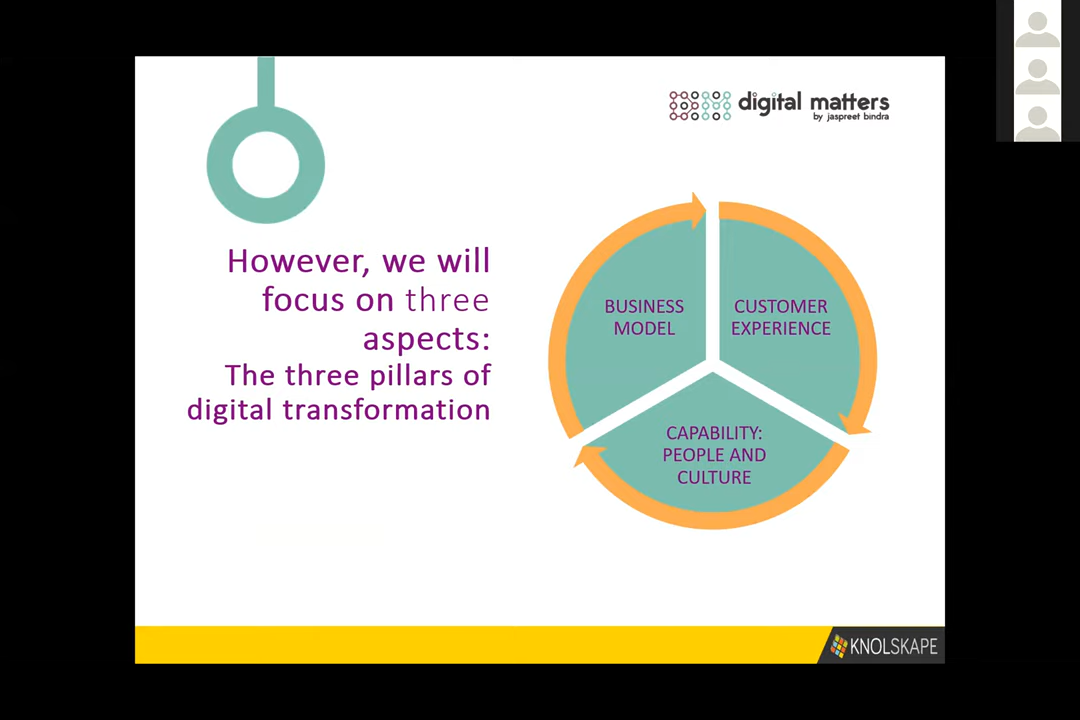 digital matters
by jaspreet bindra
However, we will
focus on three
aspects:
The three pillars of
digital transformation
BUSINESS
MODEL
CUSTOMER
EXPERIENCE
CAPABILITY:
PEOPLE AND
CULTURE
KNOLSKAPE